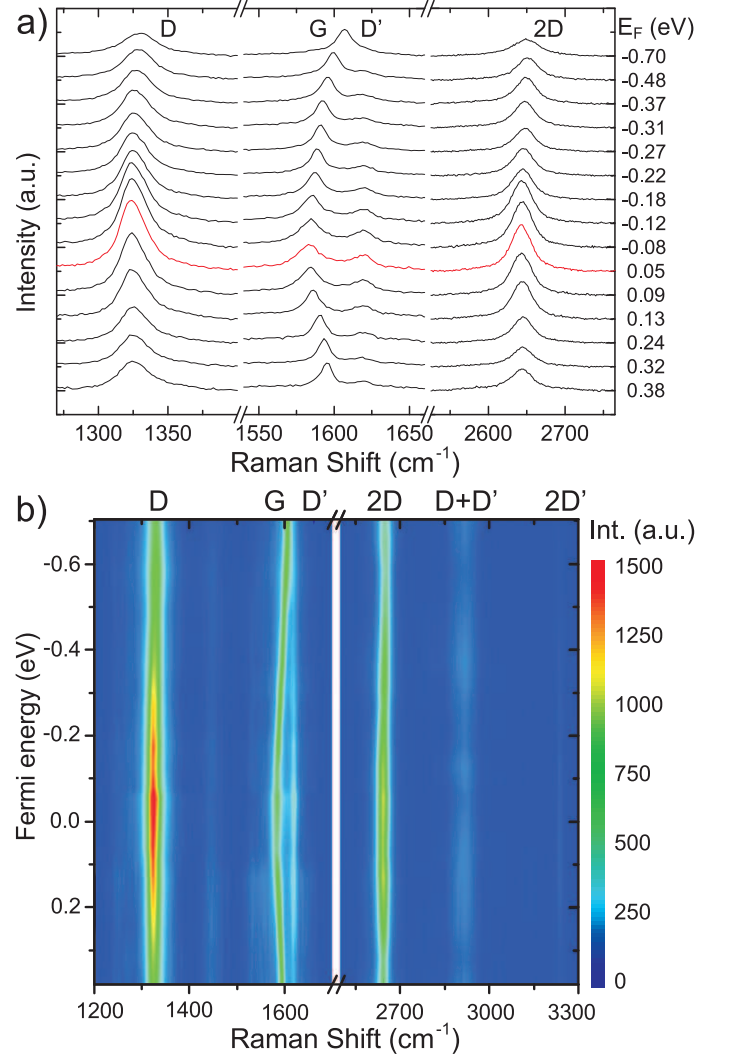 a)
D G D' 2D E_F (eV)
-0.70
-0.48
-0.37
-0.31
-0.27
-0.22
-0.18
-0.12
-0.08
0.05
0.09
0.13
0.24
0.32
0.38
Intensity (a.u.)
1300 1350 1550 1600 1650 2600 2700
Raman Shift (cm⁻¹)
b)
D G D' 2D D+D' 2D'
Int. (a.u.)
1500
1250
1000
750
500
250
0
Fermi energy (eV)
-0.6
-0.4
-0.2
0.0
0.2
1200 1400 1600 2700 3000 3300
Raman Shift (cm⁻¹)